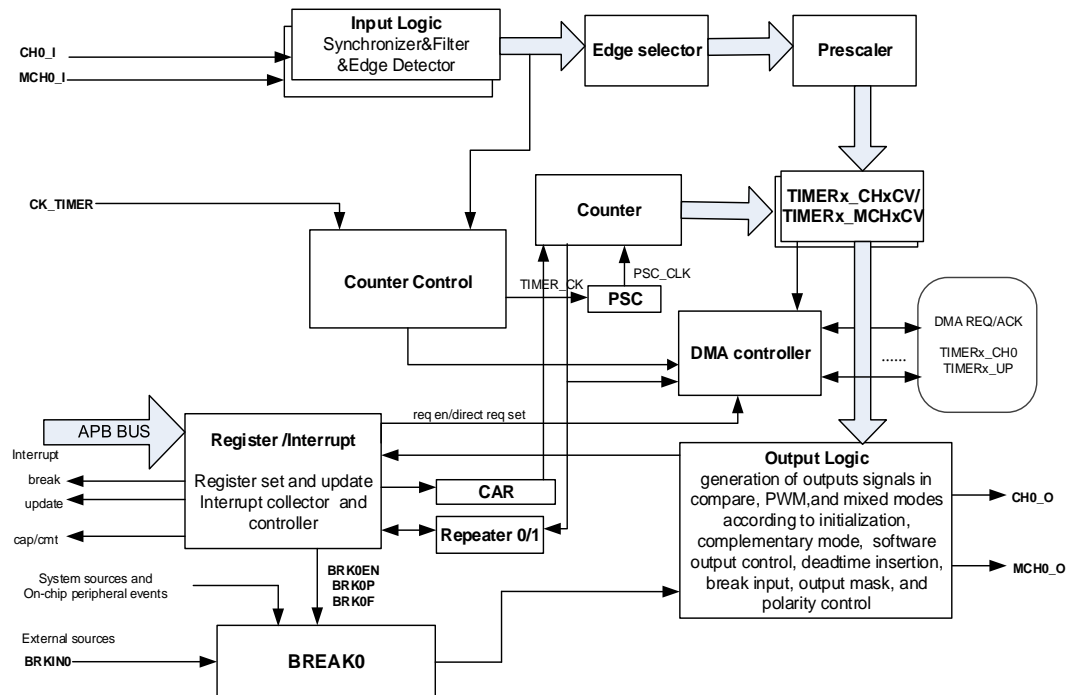 Input Logic
Synchronizer&Filter
&Edge Detector
Edge selector
Prescaler
CH0_I
MCH0_I
CK_TIMER
Counter
TIMERx_CHxCV/
TIMERx_MCHxCV
Counter Control
TIMER_CK
PSC_CLK
PSC
DMA controller
DMA REQ/ACK
......
TIMERx_CH0
TIMERx_UP
APB BUS
req en/direct req set
Register /Interrupt
Register set and update
Interrupt collector and
controller
Interrupt
break
update
cap/cmt
CAR
Repeater 0/1
Output Logic
generation of outputs signals in
compare, PWM,and mixed modes
according to initialization,
complementary mode, software
output control, deadtime insertion,
break input, output mask, and
polarity control
CH0_O
MCH0_O
BRK0EN
BRK0P
BRK0F
System sources and
On-chip peripheral events
External sources
BRKIN0
BREAK0